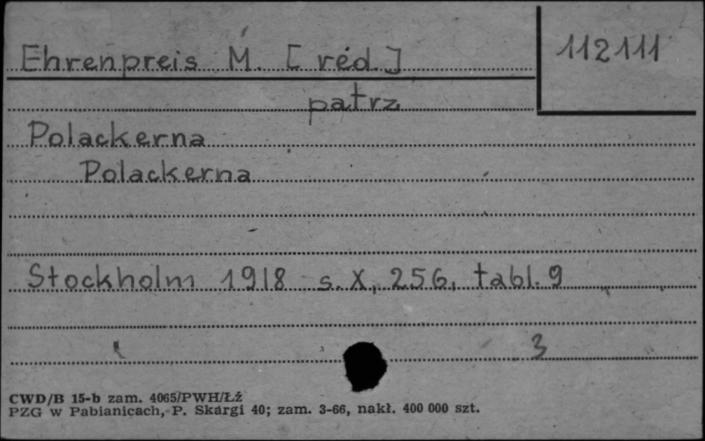 112111
Ehrenpreis M. [réd.]
patrz
Polackerna
Polackerna
Stockholm 1918 s. X, 256, tabl. 9
3
CWD/B 15-b zam. 4065/PWH/Łź
PZG w Pabianicach, P. Skargi 40; zam. 3-66, nakł. 400 000 szt.